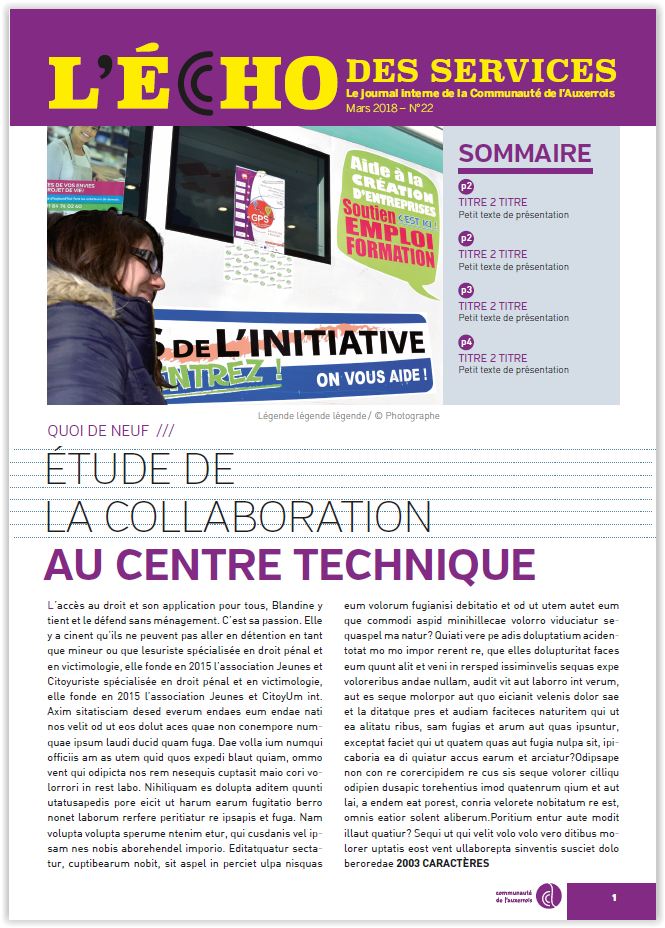 L'ÉCHO DES SERVICES
Le Journal interne de la Communauté de l'Auxerrois
Mars 2018 – N°22
ES DE VOS ENVIES
ROJET DE VIE!
GPS
Aide à la
CRÉATION
D'ENTREPRISES
C'EST ICI !
Soutien
EMPLOI
FORMATION
S DE L'INITIATIVE
ENTREZ !
ON VOUS AIDE !
SOMMAIRE
p2
TITRE 2 TITRE
Petit texte de présentation
p2
TITRE 2 TITRE
Petit texte de présentation
p3
TITRE 2 TITRE
Petit texte de présentation
p4
TITRE 2 TITRE
Petit texte de présentation
Légende légende légende / © Photographe
QUOI DE NEUF ///
ÉTUDE DE
LA COLLABORATION
AU CENTRE TECHNIQUE
L'accès au droit et son application pour tous, Blandine y
tient et le défend sans ménagement. C'est sa passion. Elle
y a cinent qu'ils ne peuvent pas aller en détention en tant
que mineur ou que lesuriste spécialisée en droit pénal et
en victimologie, elle fonde en 2015 l'association Jeunes et
Citoyuriste spécialisée en droit pénal et en victimologie,
elle fonde en 2015 l'association Jeunes et CitoyUm int.
Axim sitatisciam desed everum endaes eum endae nati
nos velit od ut eos dolut aces quae non conempore num-
quae ipsum laudi ducid quam fuga. Dae volla ium numqui
officiis am as utem quid quos expedi blaut quiam, ommo
vent qui odipicta nos rem nesequis cuptasit maio cori vo-
lorrori in rest labo. Nihiliquam es dolupta aditem quunti
utatusapedis pore eicit ut harum earum fugitatio berro
nonet laborum rerfere peritiatur re ipsapis et fuga. Nam
volupta volupta sperume ntenim etur, qui cusdanis vel ip-
sam nes nobis aborehendel imporio. Editatquatur secta-
tur, cuptibearum nobit, sit aspel in perciet ulpa nisquas
eum volorum fugianisi debitatio et od ut utem autet eum
que commodi aspid minihillecae volorro viduciatur se-
quaspel ma natur? Quiati vere pe adis doluptatium aciden-
totat mo mo impor rerent re, que elles dolupturitat faces
eum quunt alit et veni in rersped issiminvelis sequas expe
voloreribus andae nullam, audit vit aut laborro int verum,
aut es seque molorpor aut quo eicianit velenis dolor sae
et la ditatque pres et audiam faciteces naturitem qui ut
ea alitatu ribus, sam fugias et arum aut quas ipsuntur,
exceptat faciet qui ut quatem quas aut fugia nulpa sit, ipi-
caboria ea di quiatur accus earum et arciatur?Odipsape
non con re corercipidem re cus sis seque volorer cilliqu
odipien dusapic torehentius imod quatenrum qium et aut
lai, a endem eat porest, conria velorete nobitatum re est,
omnis eatior solent aliberum.Poritium entur aute modit
illaut quatiur? Sequi ut qui velit volo volo vero ditibus mo-
lorer uptatis eost vent ullaborepta sinventis susciet dolo
beroredae 2003 CARACTÈRES
communauté
de l'auxerrois
1